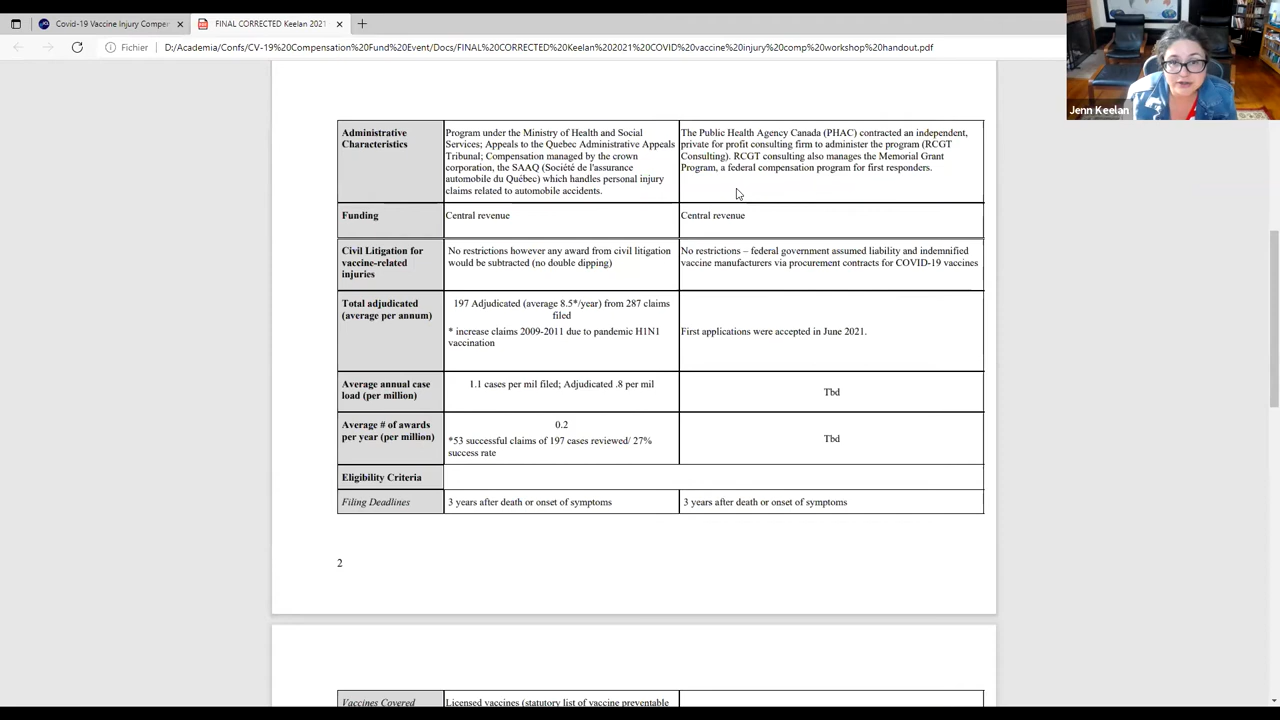 Covid-19 Vaccine Injury Compen
FINAL CORRECTED Keelan 2021
Fichier
D:/Academia/Confs/CV-19%20Compensation%20Fund%20Event/Docs/FINAL%20CORRECTED%20Keelan%202021%20COVID%20vaccine%20injury%20comp%20workshop%20handout.pdf
Jenn Keelan
Administrative
Characteristics
Program under the Ministry of Health and Social
Services; Appeals to the Quebec Administrative Appeals
Tribunal; Compensation managed by the crown
corporation, the SAAQ (Société de l'assurance
automobile du Québec) which handles personal injury
claims related to automobile accidents.
The Public Health Agency Canada (PHAC) contracted an independent,
private for profit consulting firm to administer the program (RCGT
Consulting). RCGT consulting also manages the Memorial Grant
Program, a federal compensation program for first responders.
Funding
Central revenue
Central revenue
Civil Litigation for
vaccine-related
injuries
No restrictions however any award from civil litigation
would be subtracted (no double dipping)
No restrictions – federal government assumed liability and indemnified
vaccine manufacturers via procurement contracts for COVID-19 vaccines
Total adjudicated
(average per annum)
197 Adjudicated (average 8.5*/year) from 287 claims
filed
* increase claims 2009-2011 due to pandemic H1N1
vaccination
First applications were accepted in June 2021.
Average annual case
load (per million)
1.1 cases per mil filed; Adjudicated .8 per mil
Tbd
Average # of awards
per year (per million)
0.2
*53 successful claims of 197 cases reviewed/ 27%
success rate
Tbd
Eligibility Criteria
Filing Deadlines
3 years after death or onset of symptoms
3 years after death or onset of symptoms
2
Vaccines Covered
Licensed vaccines (statutory list of vaccine preventable